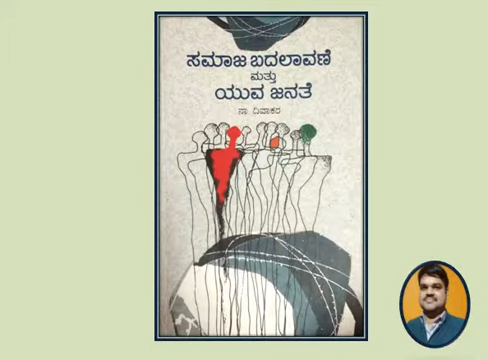 ಸಮಾಜ ಬದಲಾವಣೆ
ಮತ್ತು
ಯುವ ಜನತೆ
ನಾ ದಿವಾಕರ